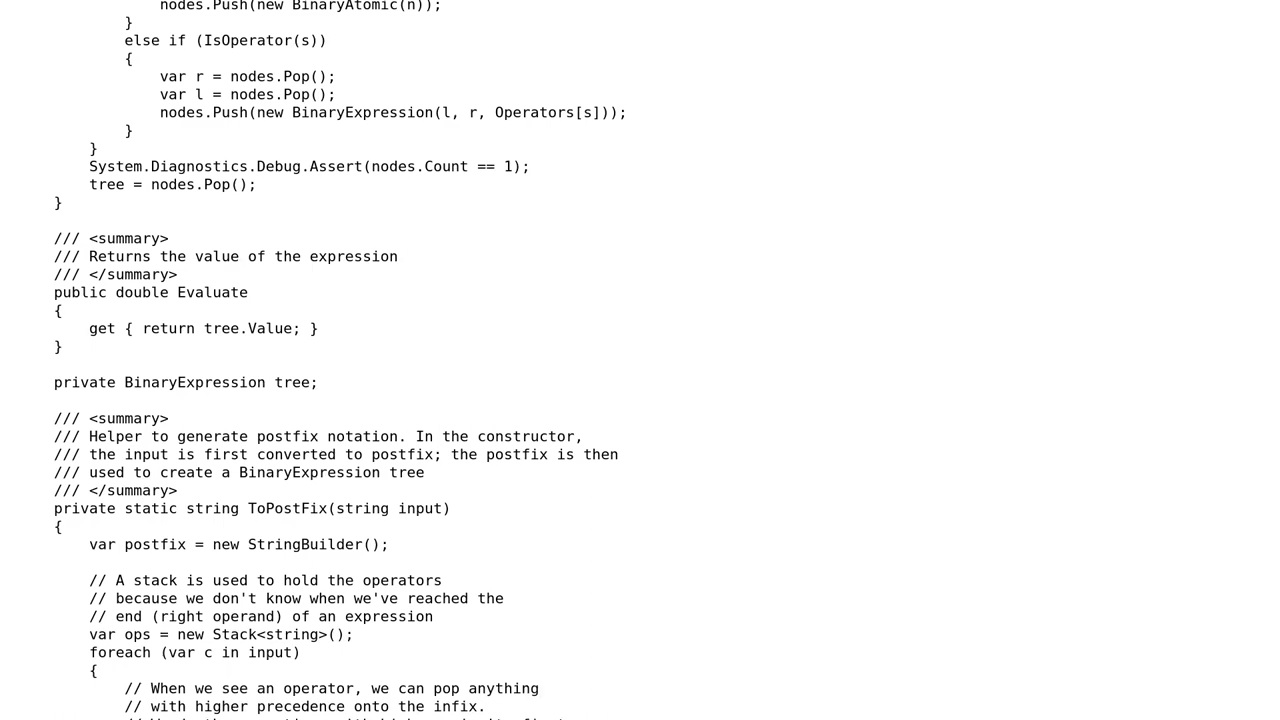 nodes.Push(new BinaryAtomic(n));
}
else if (IsOperator(s))
{
var r = nodes.Pop();
var l = nodes.Pop();
nodes.Push(new BinaryExpression(l, r, Operators[s]));
}
}
System.Diagnostics.Debug.Assert(nodes.Count == 1);
tree = nodes.Pop();
}
/// <summary>
/// Returns the value of the expression
/// </summary>
public double Evaluate
{
get { return tree.Value; }
}
private BinaryExpression tree;
/// <summary>
/// Helper to generate postfix notation. In the constructor,
/// the input is first converted to postfix; the postfix is then
/// used to create a BinaryExpression tree
/// </summary>
private static string ToPostFix(string input)
{
var postfix = new StringBuilder();
// A stack is used to hold the operators
// because we don't know when we've reached the
// end (right operand) of an expression
var ops = new Stack<string>();
foreach (var c in input)
{
// When we see an operator, we can pop anything
// with higher precedence onto the infix.